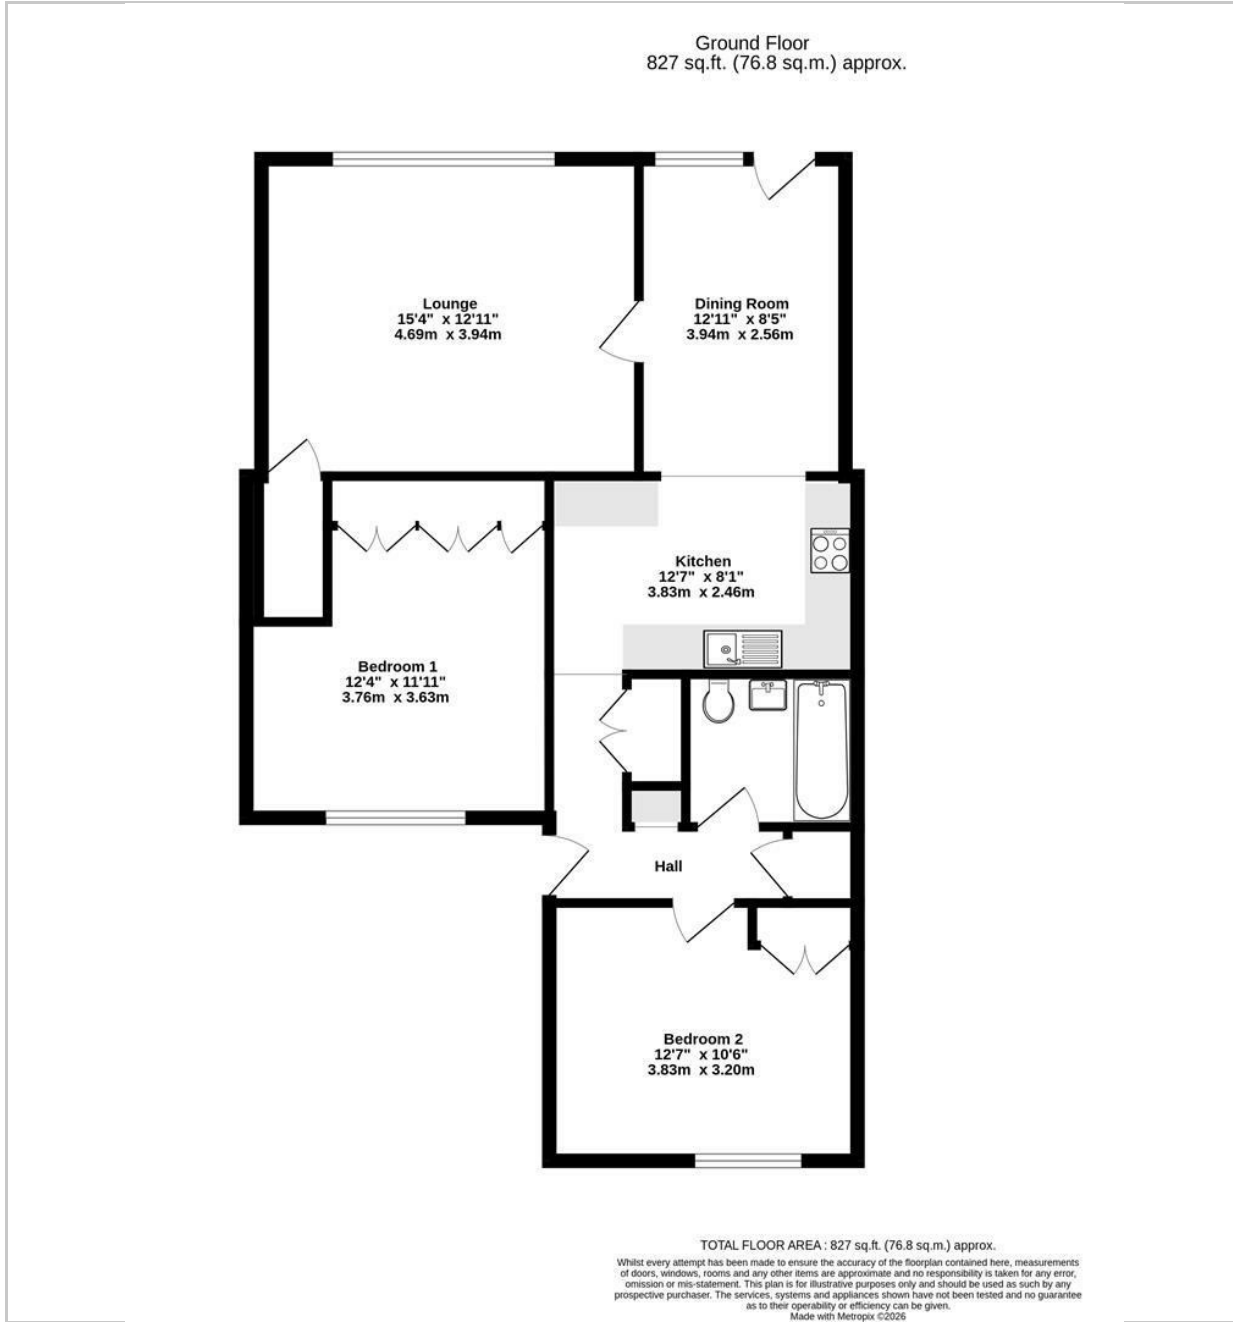 Ground Floor
827 sq.ft. (76.8 sq.m.) approx.
Lounge
15'4" x 12'11"
4.69m x 3.94m
Dining Room
12'11" x 8'5"
3.94m x 2.56m
Kitchen
12'7" x 8'1"
3.83m x 2.46m
Bedroom 1
12'4" x 11'11"
3.76m x 3.63m
Hall
Bedroom 2
12'7" x 10'6"
3.83m x 3.20m
TOTAL FLOOR AREA : 827 sq.ft. (76.8 sq.m.) approx.
Whilst every attempt has been made to ensure the accuracy of the floorplan contained here, measurements
of doors, windows, rooms and any other items are approximate and no responsibility is taken for any error,
omission or mis-statement. This plan is for illustrative purposes only and should be used as such by any
prospective purchaser. The services, systems and appliances shown have not been tested and no guarantee
as to their operability or efficiency can be given.
Made with Metropix ©2026